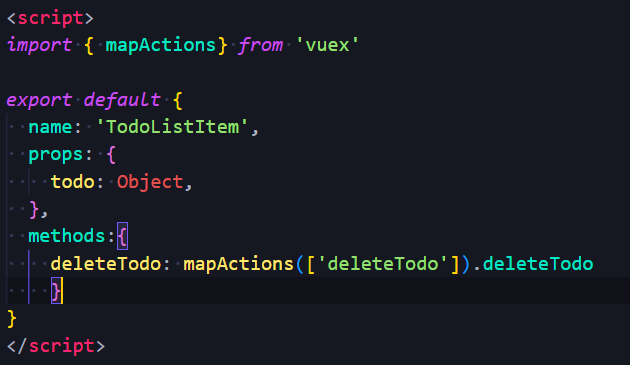 <script>
import { mapActions} from 'vuex'
export default {
name: 'TodoListItem',
props: {
todo: Object,
},
methods:{
deleteTodo: mapActions(['deleteTodo']).deleteTodo
}
}
</script>